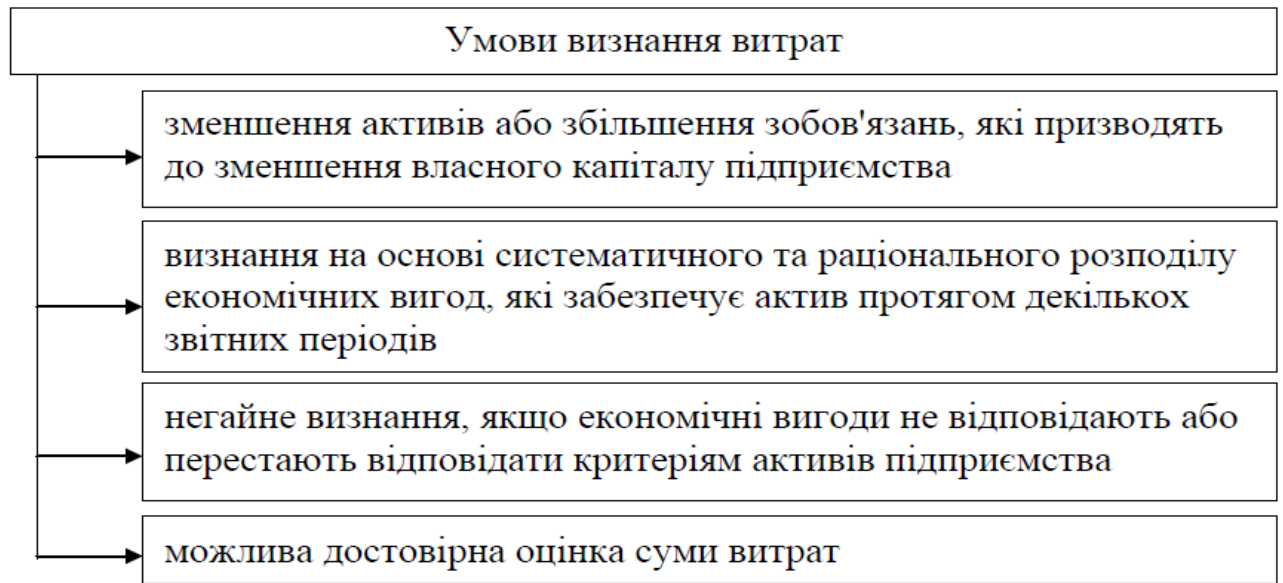 Умови визнання витрат
зменшення активів або збільшення зобов'язань, які призводять
до зменшення власного капіталу підприємства
визнання на основі систематичного та раціонального розподілу
економічних вигод, які забезпечує актив протягом декількох
звітних періодів
негайне визнання, якщо економічні вигоди не відповідають або
перестають відповідати критеріям активів підприємства
можлива достовірна оцінка суми витрат